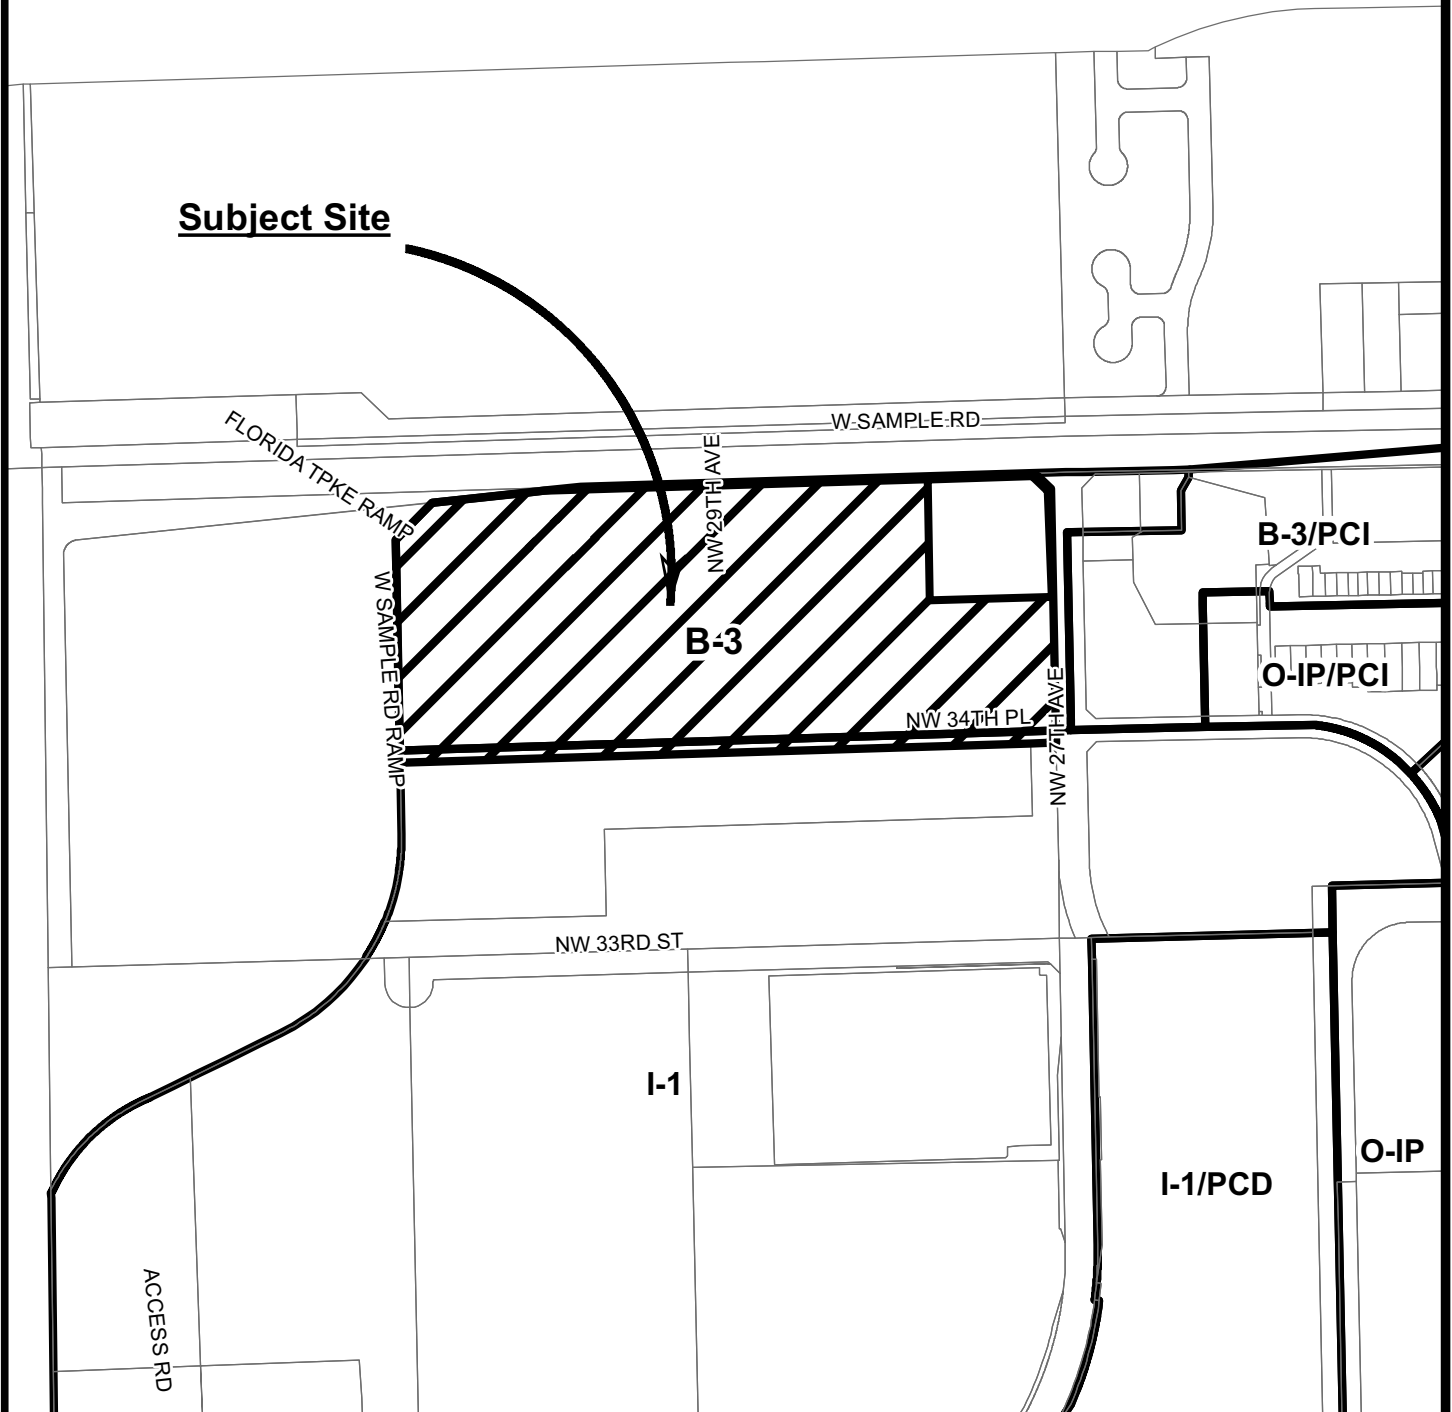 Subject Site
W SAMPLE RD
FLORIDA TPKE RAMP
NW 29TH AVE
B-3/PCI
W SAMPLE RD RAMP
B-3
O-IP/PCI
NW 34TH PL
NW 27TH AVE
NW 33RD ST
I-1
O-IP
I-1/PCD
ACCESS RD